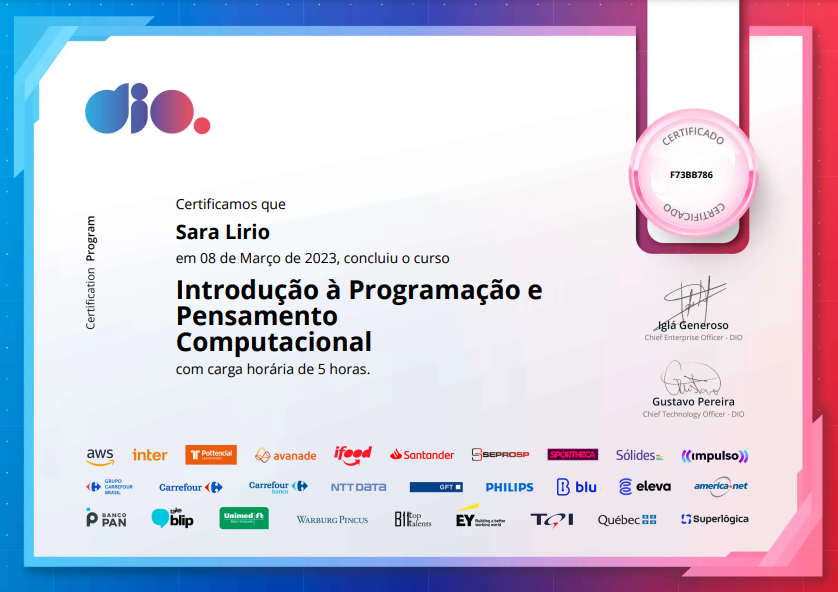 dio.
CERTIFICADO
F73BB786
CERTIFICADO
Certification Program
Certificamos que
Sara Lirio
em 08 de Março de 2023, concluiu o curso
Introdução à Programação e
Pensamento
Computacional
com carga horária de 5 horas.
Iglá Generoso
Chief Enterprise Officer - DIO
Gustavo Pereira
Chief Technology Officer - DIO
aws inter Pottencial avanade ifood Santander SEPROSP SPORTHECA Sólides impulso
GRUPO CARREFOUR BRASIL Carrefour Carrefour banco NTT DATA GFT PHILIPS blu eleva america net
BANCO PAN take blip Unimed WARBURG PINCUS top talents EY Building a better working world Québec Superlógica